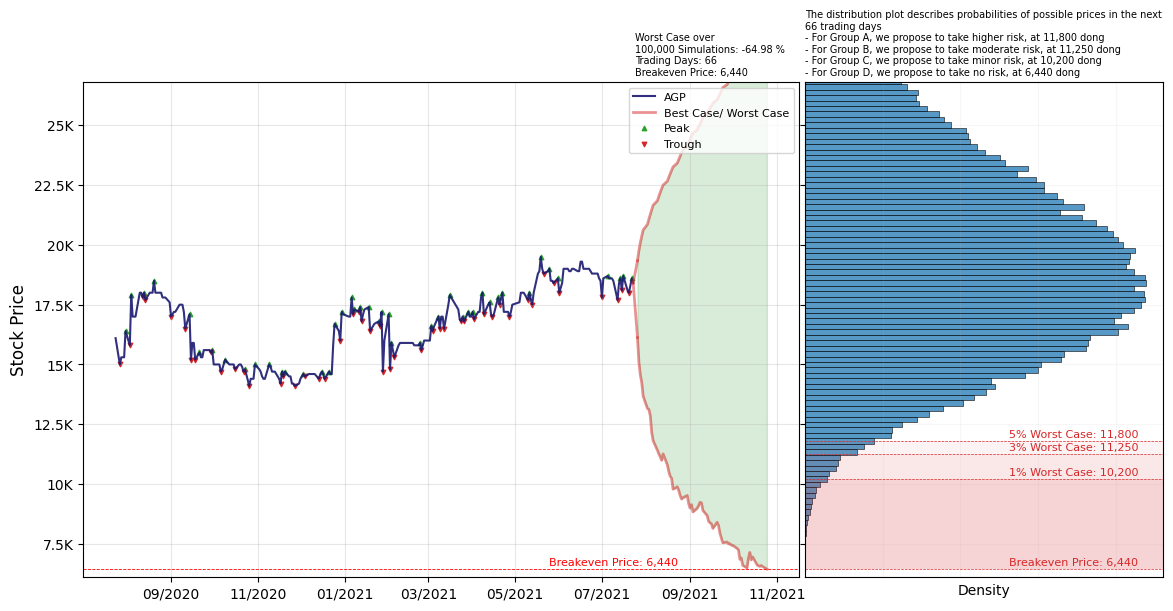 The distribution plot describes probabilities of possible prices in the next
66 trading days
- For Group A, we propose to take higher risk, at 11,800 dong
- For Group B, we propose to take moderate risk, at 11,250 dong
- For Group C, we propose to take minor risk, at 10,200 dong
- For Group D, we propose to take no risk, at 6,440 dong
Worst Case over
100,000 Simulations: -64.98 %
Trading Days: 66
Breakeven Price: 6,440
AGP
Best Case/ Worst Case
Peak
Trough
Stock Price
25K
22.5K
20K
17.5K
15K
12.5K
10K
7.5K
Breakeven Price: 6,440
09/2020
11/2020
01/2021
03/2021
05/2021
07/2021
09/2021
11/2021
5% Worst Case: 11,800
3% Worst Case: 11,250
1% Worst Case: 10,200
Breakeven Price: 6,440
Density